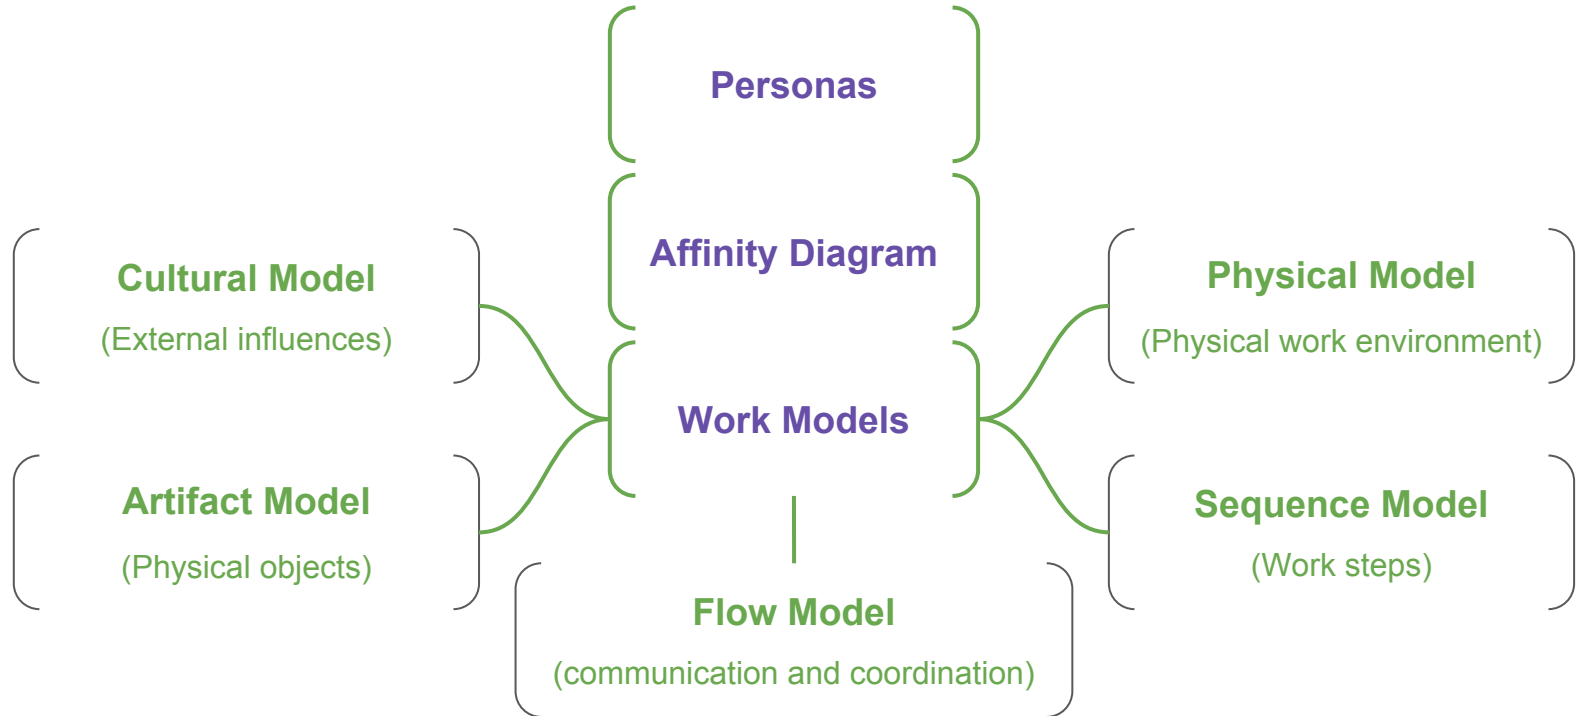 Personas
Affinity Diagram
Cultural Model
(External influences)
Physical Model
(Physical work environment)
Work Models
Artifact Model
(Physical objects)
Sequence Model
(Work steps)
Flow Model
(communication and coordination)